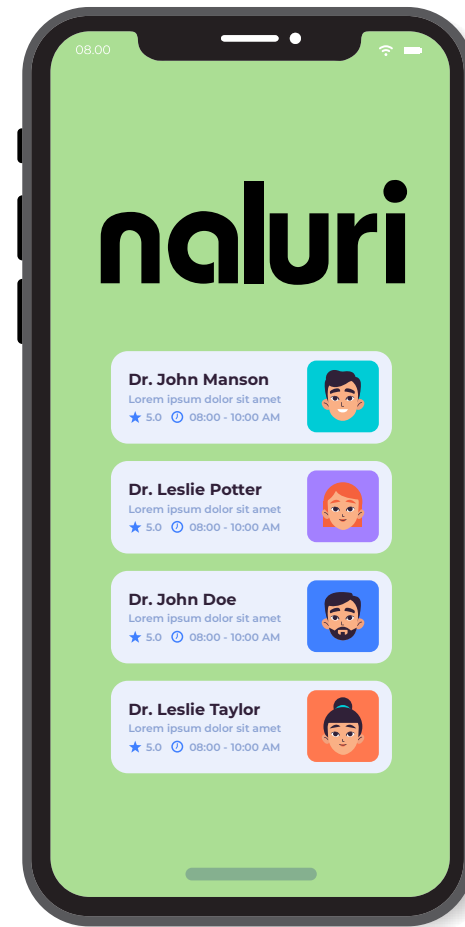 08.00
naluri
Dr. John Manson
Lorem ipsum dolor sit amet
5.0 08:00 - 10:00 AM
Dr. Leslie Potter
Lorem ipsum dolor sit amet
5.0 08:00 - 10:00 AM
Dr. John Doe
Lorem ipsum dolor sit amet
5.0 08:00 - 10:00 AM
Dr. Leslie Taylor
Lorem ipsum dolor sit amet
5.0 08:00 - 10:00 AM